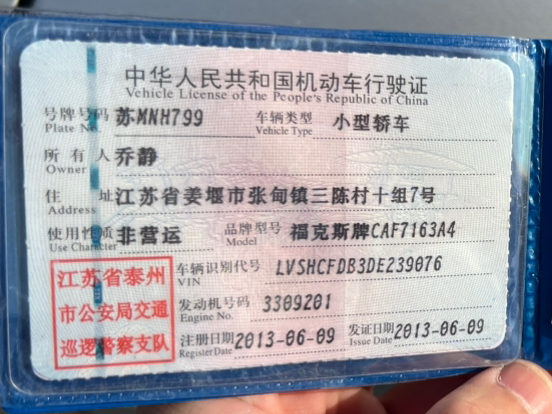 中华人民共和国机动车行驶证
Vehicle License of the People's Republic of China
号牌号码 苏MNH799 车辆类型 小型轿车
Plate No. Vehicle Type
所有人 乔静
Owner
住址 江苏省姜堰市张甸镇三陈村十组7号
Address
使用性质 非营运 品牌型号 福克斯牌CAF7163A4
Use Character Model
江苏省泰州
市公安局交通
巡逻警察支队
车辆识别代号 LVSHCFDB3DE239076
VIN
发动机号码 3309201
Engine No.
注册日期 2013-06-09 发证日期 2013-06-09
Register Date Issue Date